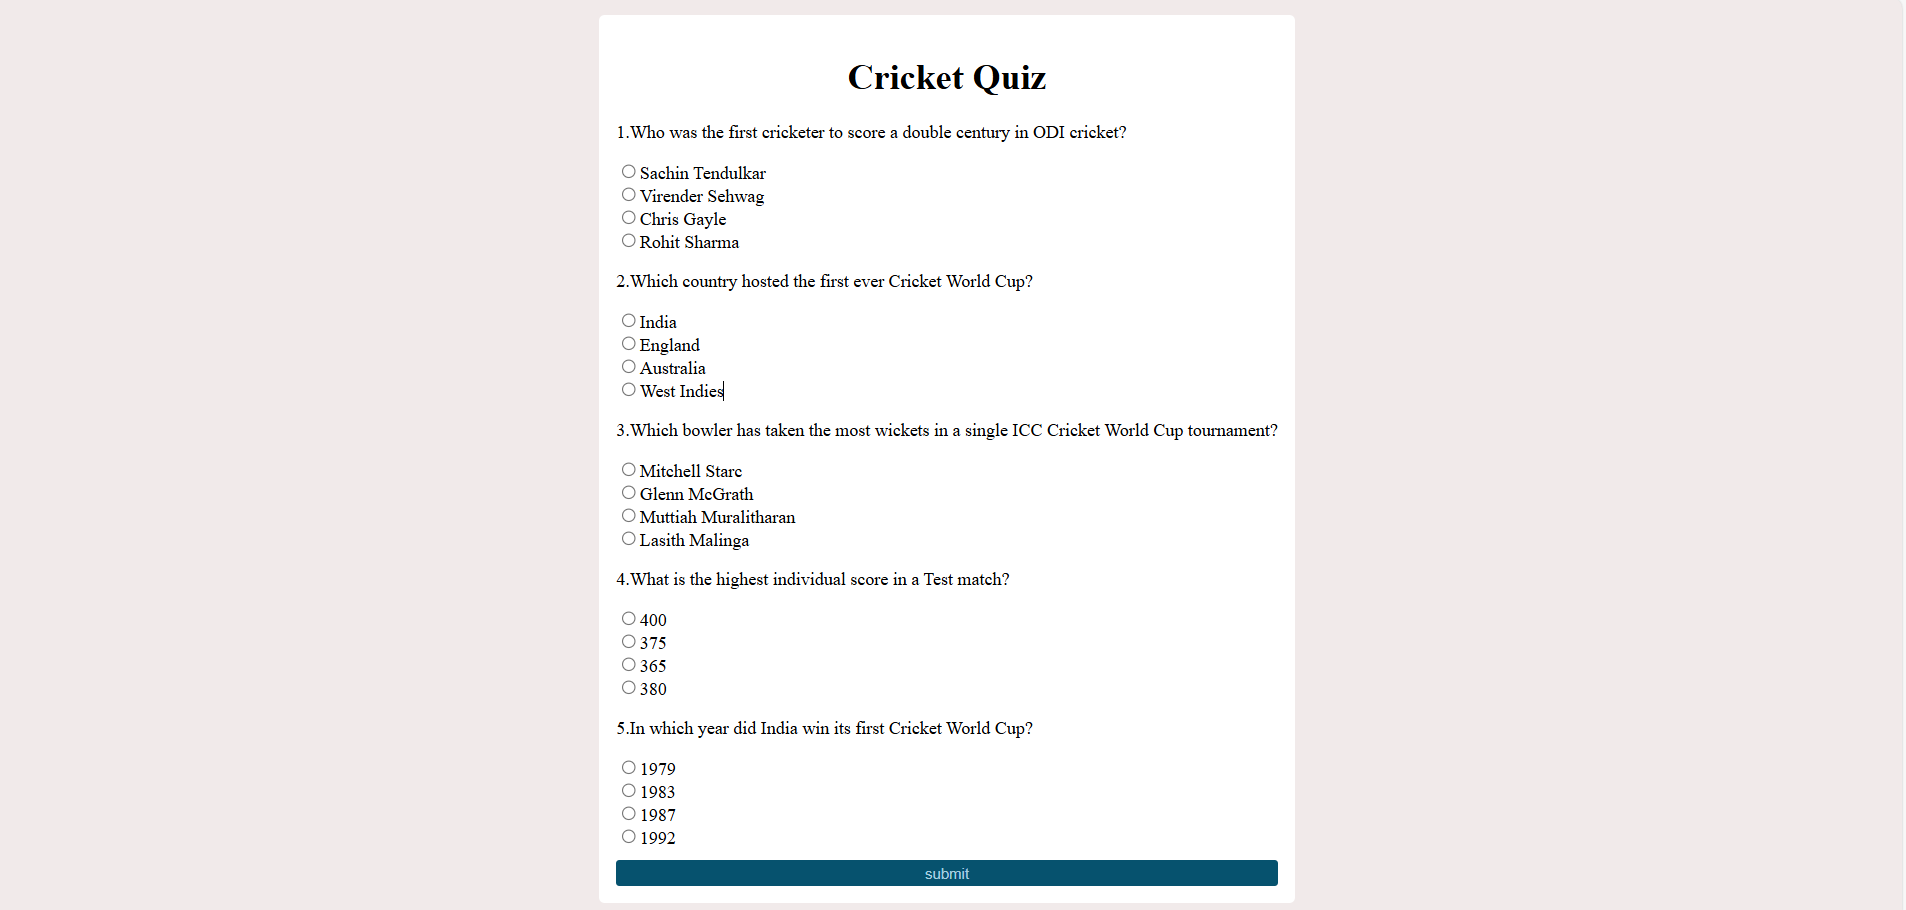 Cricket Quiz
1.Who was the first cricketer to score a double century in ODI cricket?
Sachin Tendulkar
Virender Sehwag
Chris Gayle
Rohit Sharma
2.Which country hosted the first ever Cricket World Cup?
India
England
Australia
West Indies
3.Which bowler has taken the most wickets in a single ICC Cricket World Cup tournament?
Mitchell Starc
Glenn McGrath
Muttiah Muralitharan
Lasith Malinga
4.What is the highest individual score in a Test match?
400
375
365
380
5.In which year did India win its first Cricket World Cup?
1979
1983
1987
1992
submit